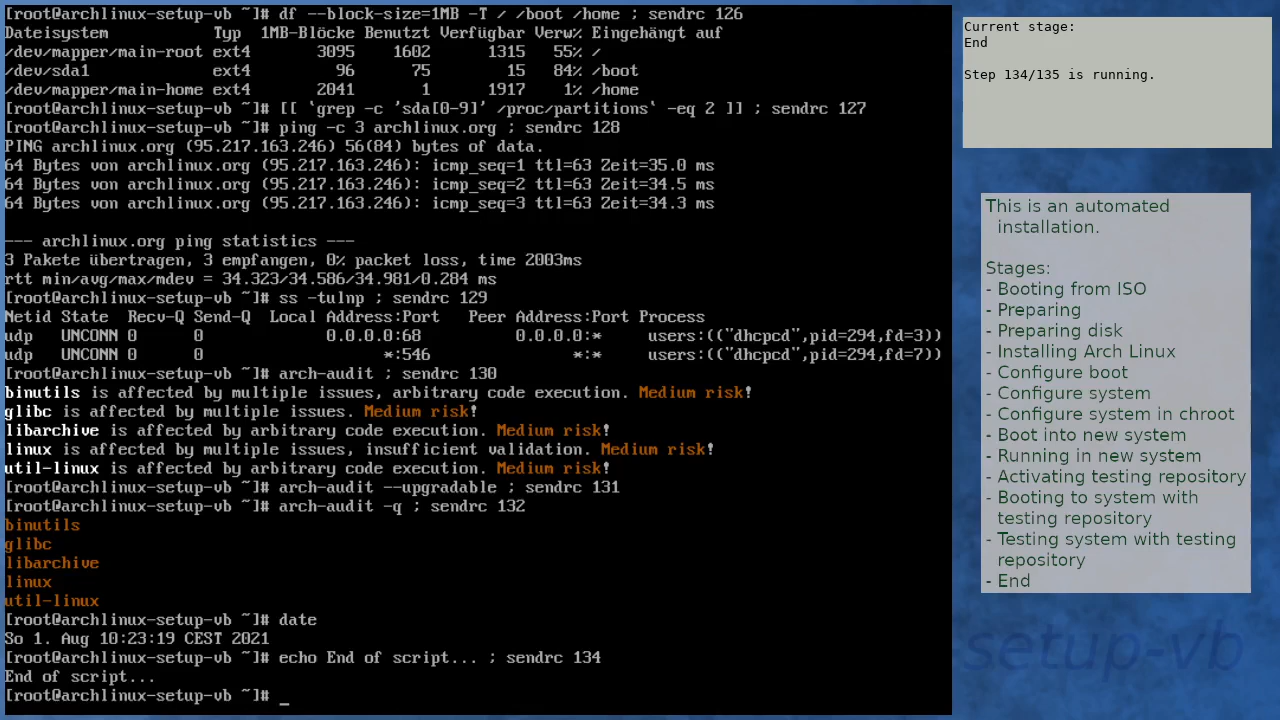 [root@archlinux-setup-vb ~]# df --block-size=1MB -T / /boot /home ; sendrc 126
Dateisystem Typ 1MB-Blöcke Benutzt Verfügbar Verw% Eingehängt auf
/dev/mapper/main-root ext4 3095 1602 1315 55% /
/dev/sda1 ext4 96 75 15 84% /boot
/dev/mapper/main-home ext4 2041 1 1917 1% /home
[root@archlinux-setup-vb ~]# [[ `grep -c 'sda[0-9]' /proc/partitions` -eq 2 ]] ; sendrc 127
[root@archlinux-setup-vb ~]# ping -c 3 archlinux.org ; sendrc 128
PING archlinux.org (95.217.163.246) 56(84) bytes of data.
64 Bytes von archlinux.org (95.217.163.246): icmp_seq=1 ttl=63 Zeit=35.0 ms
64 Bytes von archlinux.org (95.217.163.246): icmp_seq=2 ttl=63 Zeit=34.5 ms
64 Bytes von archlinux.org (95.217.163.246): icmp_seq=3 ttl=63 Zeit=34.3 ms
--- archlinux.org ping statistics ---
3 Pakete übertragen, 3 empfangen, 0% packet loss, time 2003ms
rtt min/avg/max/mdev = 34.323/34.586/34.981/0.284 ms
[root@archlinux-setup-vb ~]# ss -tulnp ; sendrc 129
Netid State Recv-Q Send-Q Local Address:Port Peer Address:Port Process
udp UNCONN 0 0 0.0.0.0:68 0.0.0.0:* users:(("dhcpcd",pid=294,fd=3))
udp UNCONN 0 0 *:546 *:* users:(("dhcpcd",pid=294,fd=7))
[root@archlinux-setup-vb ~]# arch-audit ; sendrc 130
binutils is affected by multiple issues, arbitrary code execution. Medium risk!
glibc is affected by multiple issues. Medium risk!
libarchive is affected by arbitrary code execution. Medium risk!
linux is affected by multiple issues, insufficient validation. Medium risk!
util-linux is affected by arbitrary code execution. Medium risk!
[root@archlinux-setup-vb ~]# arch-audit --upgradable ; sendrc 131
[root@archlinux-setup-vb ~]# arch-audit -q ; sendrc 132
binutils
glibc
libarchive
linux
util-linux
[root@archlinux-setup-vb ~]# date
So 1. Aug 10:23:19 CEST 2021
[root@archlinux-setup-vb ~]# echo End of script... ; sendrc 134
End of script...
[root@archlinux-setup-vb ~]# _
Current stage:
End
Step 134/135 is running.
This is an automated
installation.
Stages:
- Booting from ISO
- Preparing
- Preparing disk
- Installing Arch Linux
- Configure boot
- Configure system
- Configure system in chroot
- Boot into new system
- Running in new system
- Activating testing repository
- Booting to system with
testing repository
- Testing system with testing
repository
- End
setup-vb